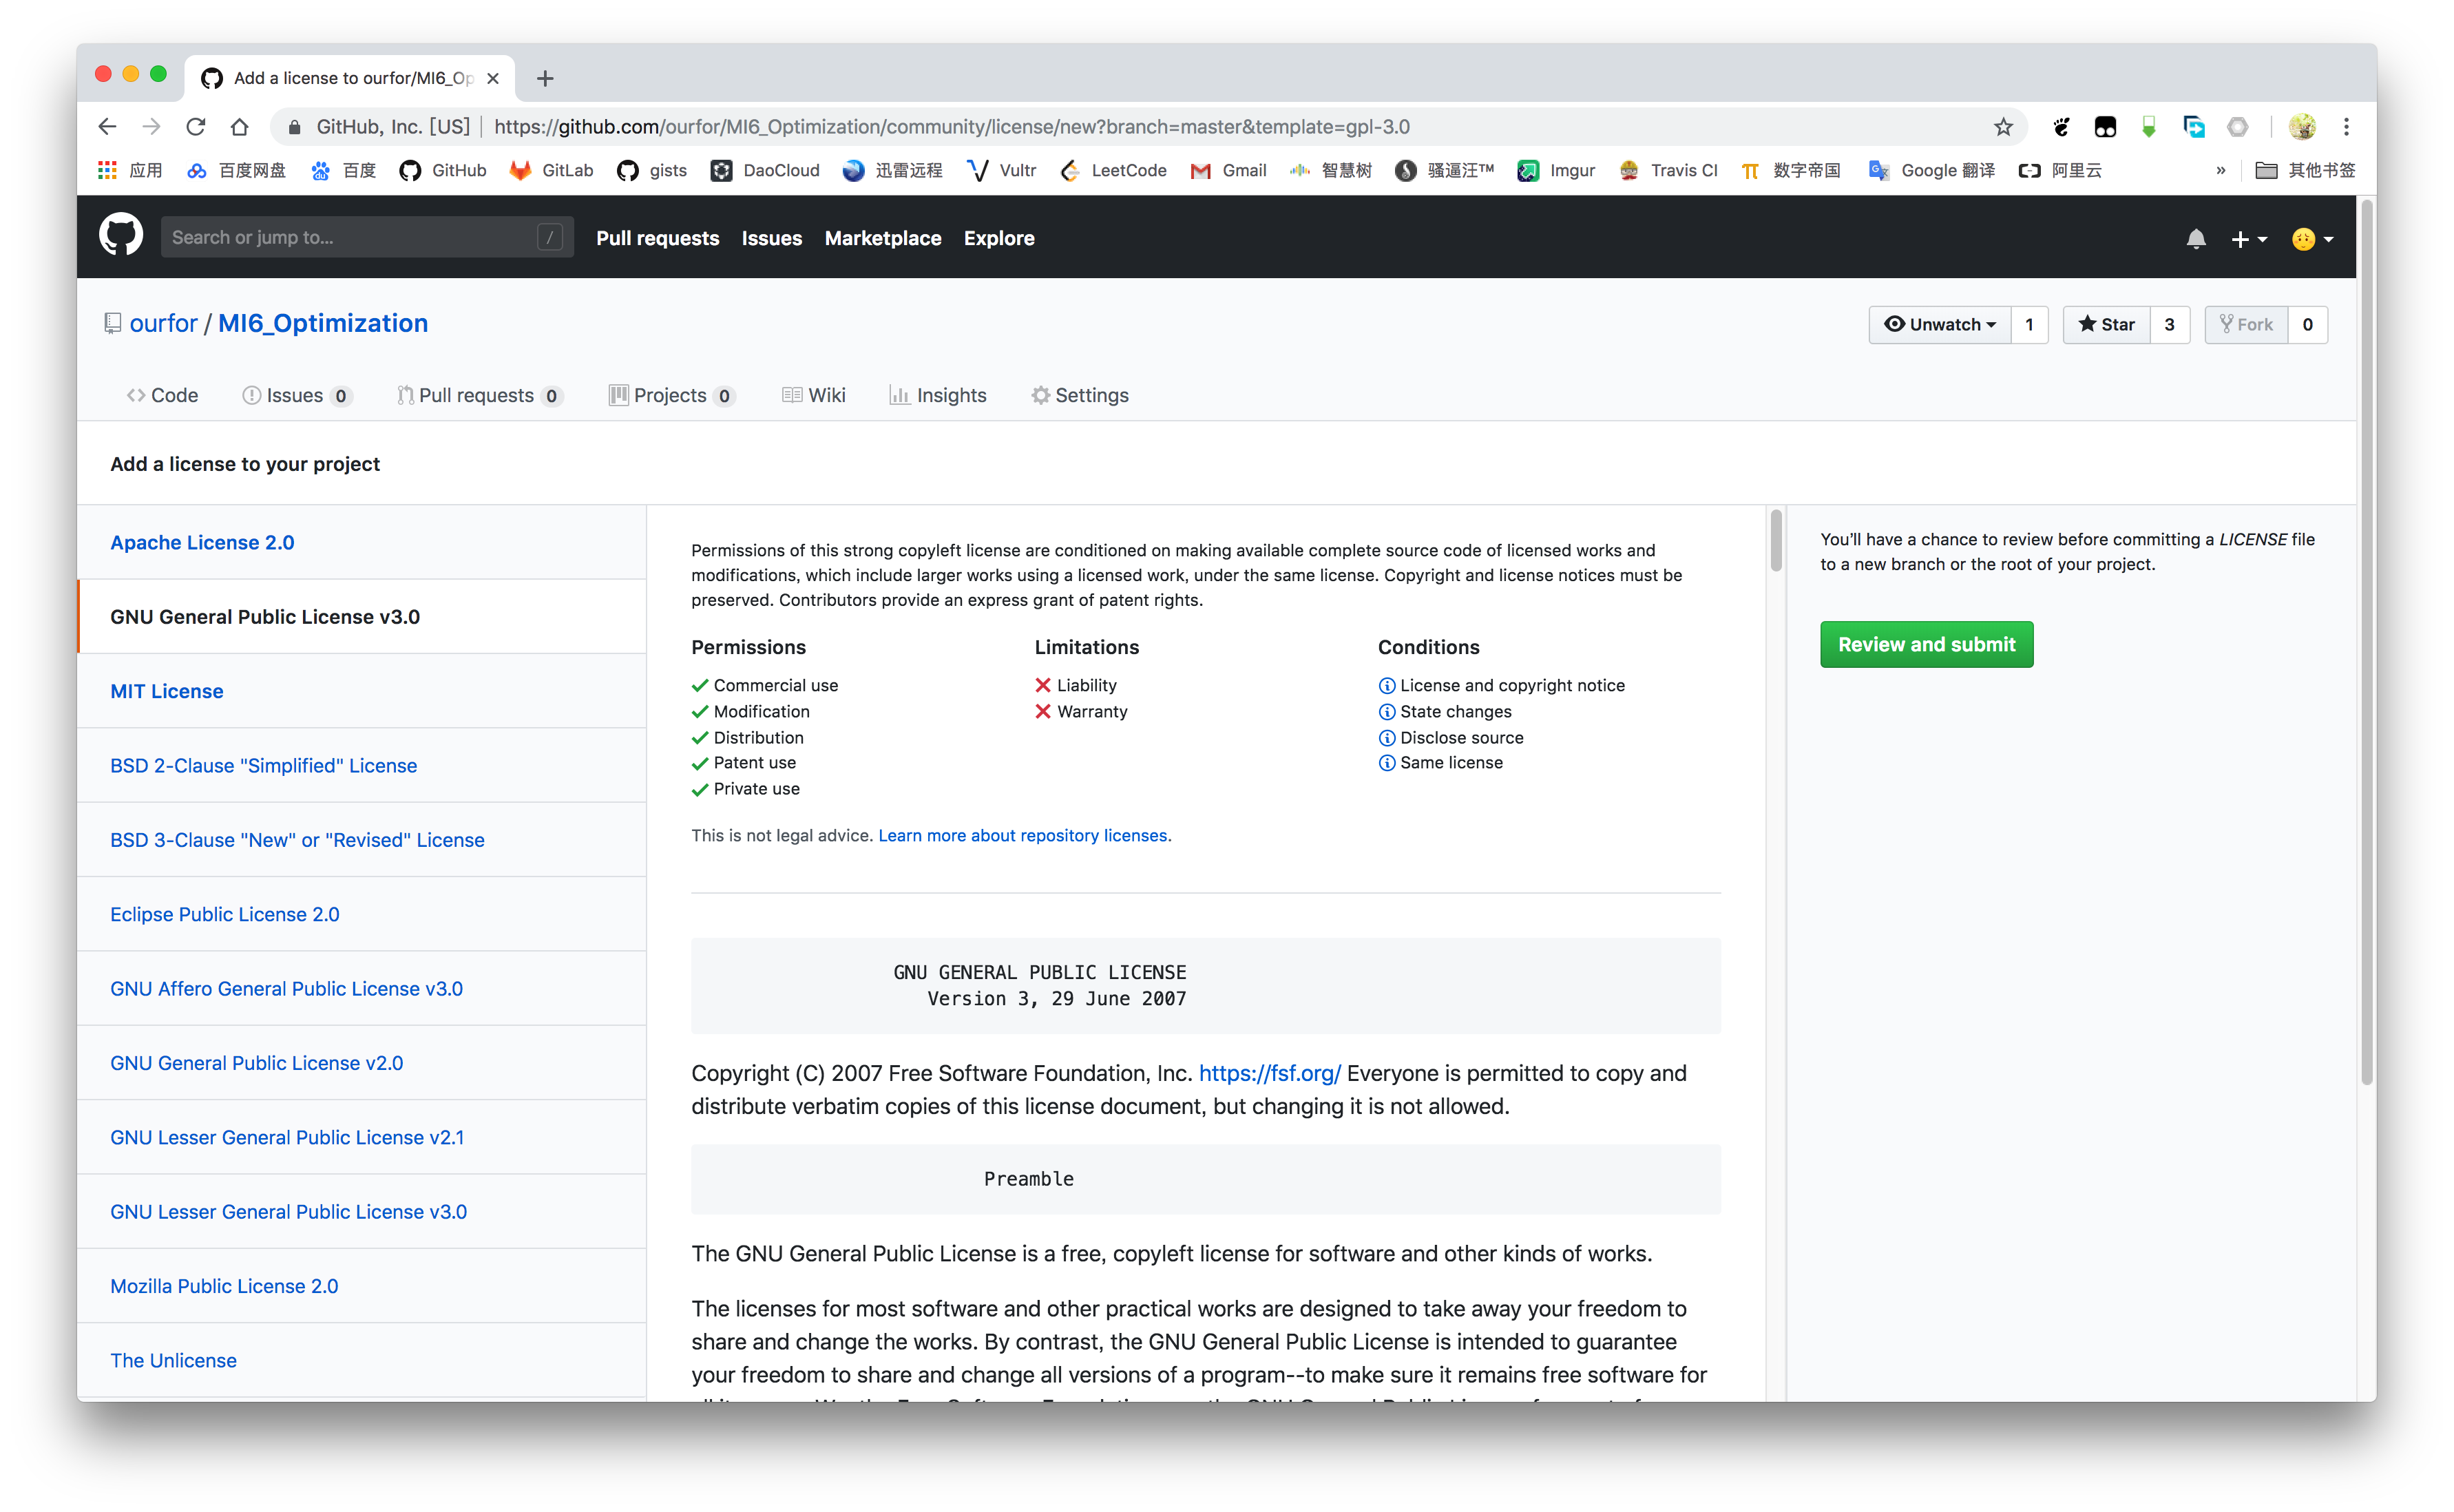 Add a license to ourfor/MI6_Op
GitHub, Inc. [US] https://github.com/ourfor/MI6_Optimization/community/license/new?branch=master&template=gpl-3.0
应用 百度网盘 百度 GitHub GitLab gists DaoCloud 迅雷远程 Vultr LeetCode Gmail 智慧树 骚逼汪™ Imgur Travis CI 数字帝国 Google 翻译 阿里云 » 其他书签
Search or jump to... / Pull requests Issues Marketplace Explore
ourfor / MI6_Optimization Unwatch 1 Star 3 Fork 0
Code Issues 0 Pull requests 0 Projects 0 Wiki Insights Settings
Add a license to your project
Apache License 2.0
GNU General Public License v3.0
MIT License
BSD 2-Clause "Simplified" License
BSD 3-Clause "New" or "Revised" License
Eclipse Public License 2.0
GNU Affero General Public License v3.0
GNU General Public License v2.0
GNU Lesser General Public License v2.1
GNU Lesser General Public License v3.0
Mozilla Public License 2.0
The Unlicense
Permissions of this strong copyleft license are conditioned on making available complete source code of licensed works and
modifications, which include larger works using a licensed work, under the same license. Copyright and license notices must be
preserved. Contributors provide an express grant of patent rights.
Permissions
Commercial use
Modification
Distribution
Patent use
Private use
Limitations
Liability
Warranty
Conditions
License and copyright notice
State changes
Disclose source
Same license
This is not legal advice. Learn more about repository licenses.
GNU GENERAL PUBLIC LICENSE
Version 3, 29 June 2007
Copyright (C) 2007 Free Software Foundation, Inc. https://fsf.org/ Everyone is permitted to copy and
distribute verbatim copies of this license document, but changing it is not allowed.
Preamble
The GNU General Public License is a free, copyleft license for software and other kinds of works.
The licenses for most software and other practical works are designed to take away your freedom to
share and change the works. By contrast, the GNU General Public License is intended to guarantee
your freedom to share and change all versions of a program--to make sure it remains free software for
You'll have a chance to review before committing a LICENSE file
to a new branch or the root of your project.
Review and submit